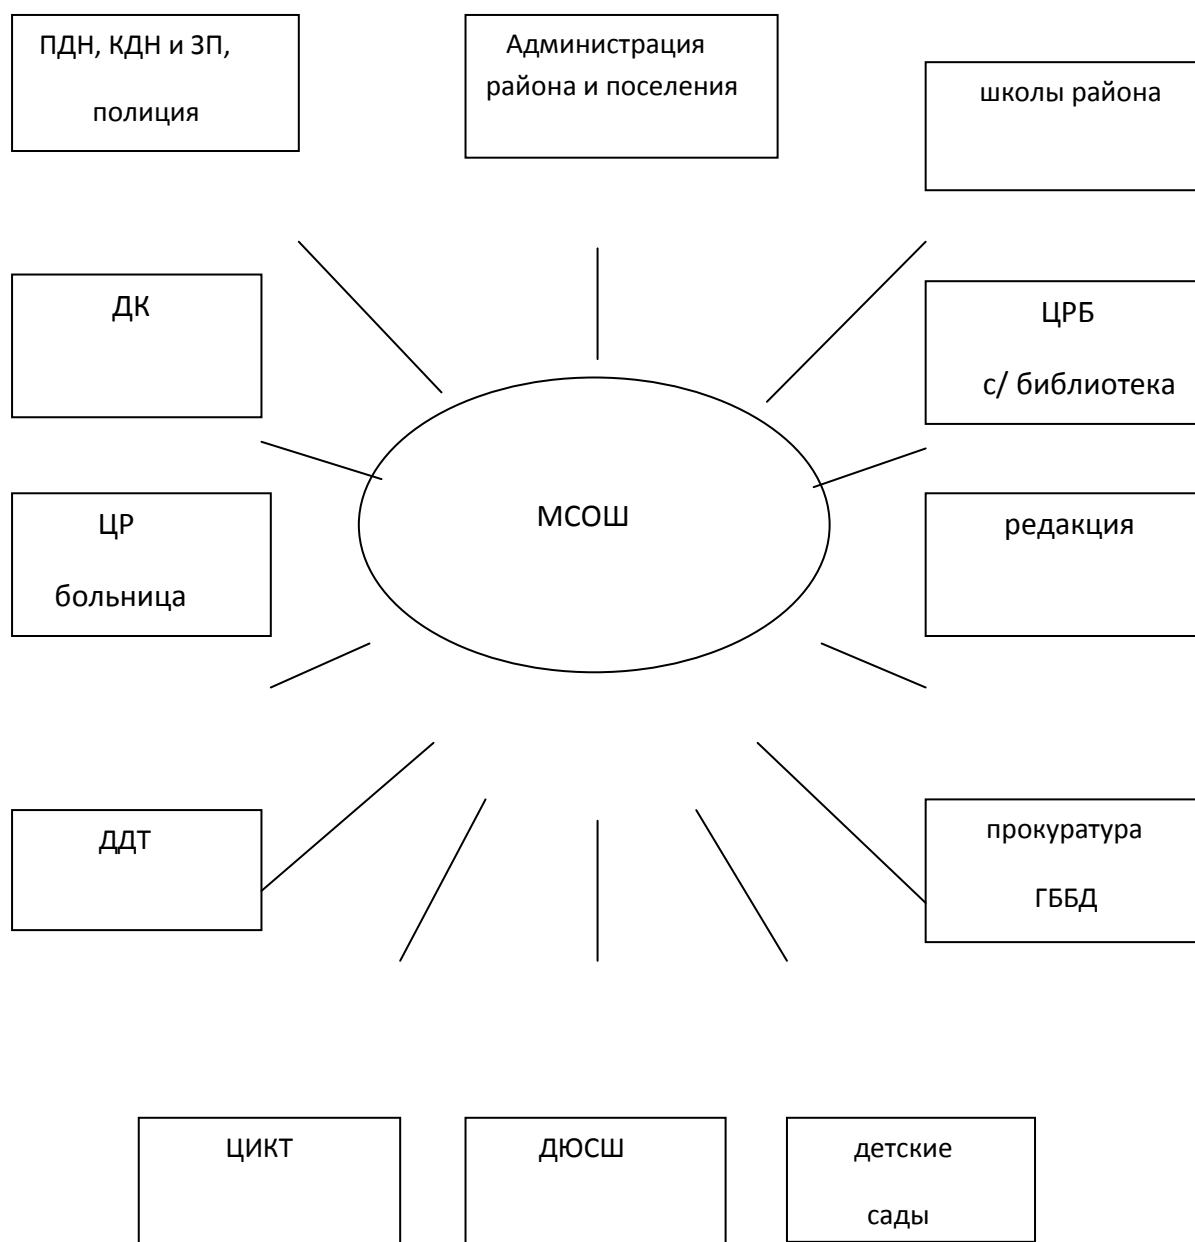 ПДН, КДН и ЗП,
полиция
Администрация
района и поселения
школы района
ДК
ЦРБ
с/ библиотека
ЦР
больница
МСОШ
редакция
ДДТ
прокуратура
ГББД
ЦИКТ
ДЮСШ
детские
сады